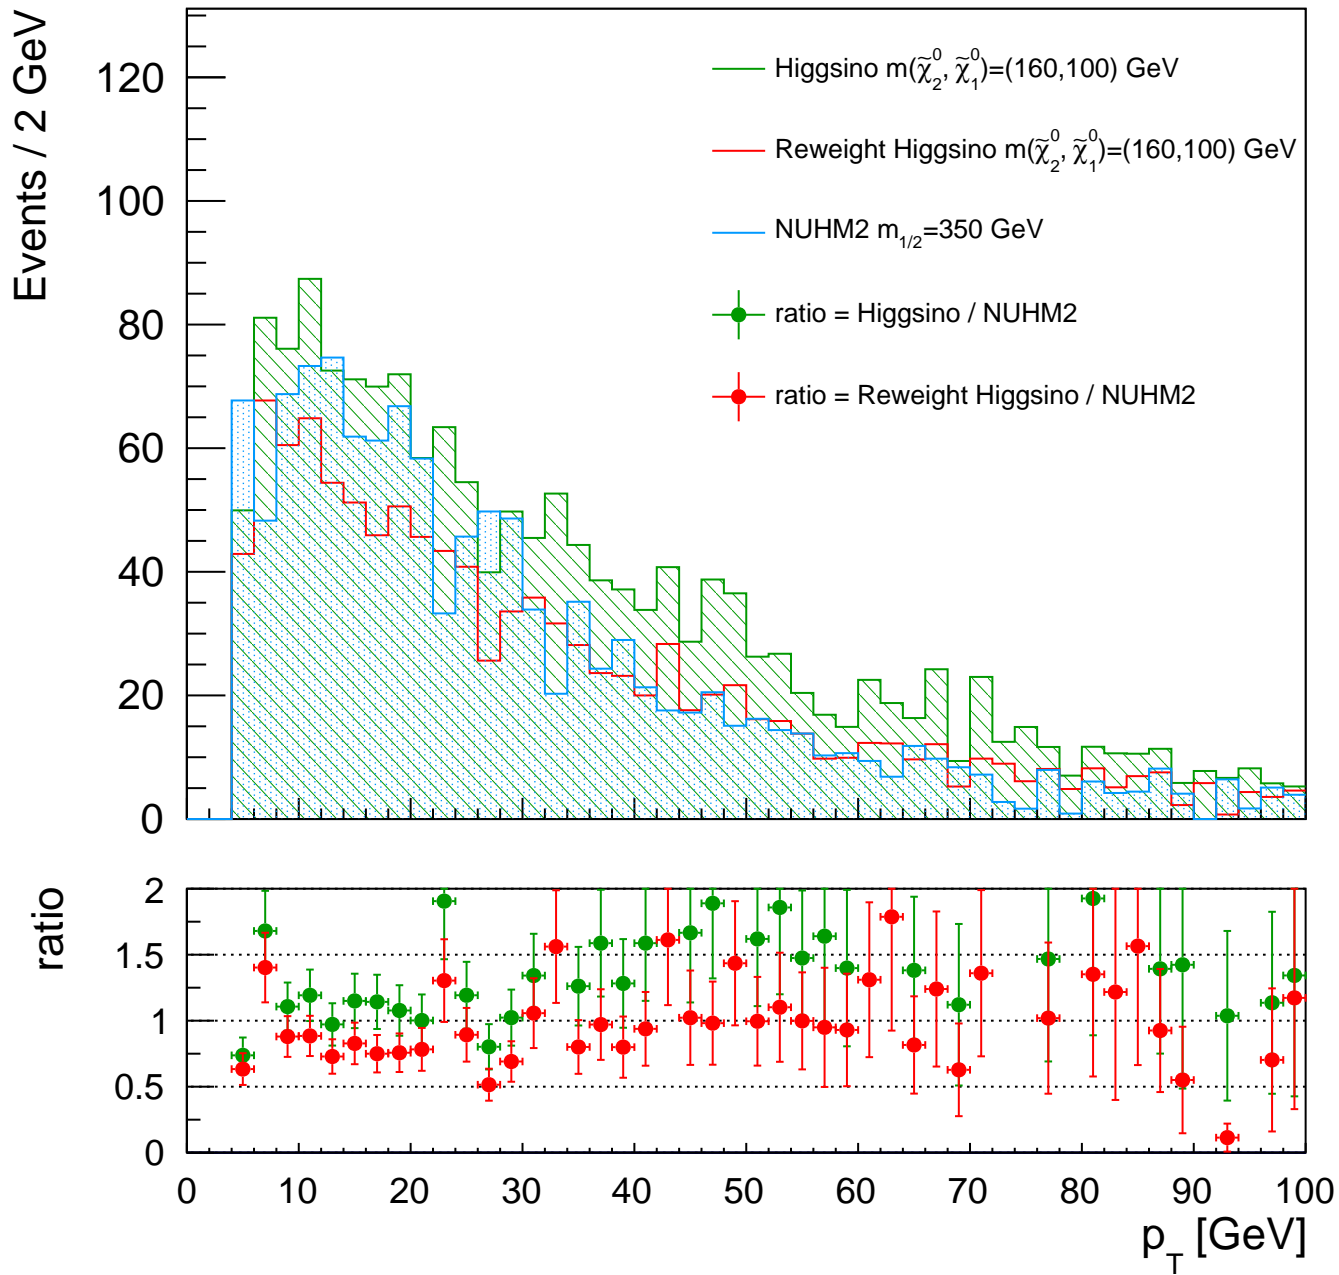 Events / 2 GeV
120
100
80
60
40
20
0
Higgsino m(χ̃⁰₂, χ̃⁰₁)=(160,100) GeV
Reweight Higgsino m(χ̃⁰₂, χ̃⁰₁)=(160,100) GeV
NUHM2 m₁/₂=350 GeV
ratio = Higgsino / NUHM2
ratio = Reweight Higgsino / NUHM2
ratio
2
1.5
1
0.5
0
0 10 20 30 40 50 60 70 80 90 100
p_T [GeV]